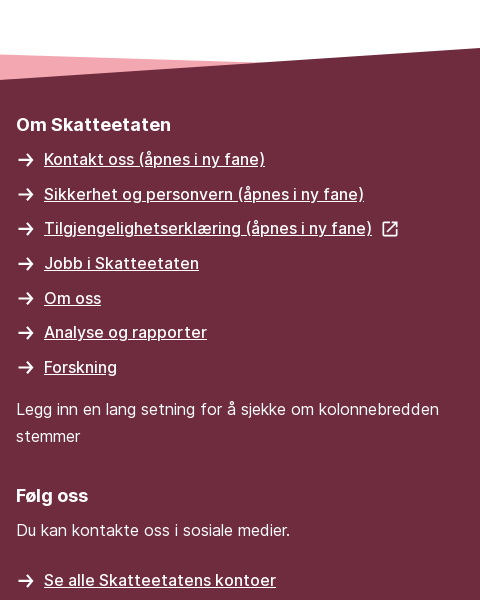 Om Skatteetaten
Kontakt oss (åpnes i ny fane)
Sikkerhet og personvern (åpnes i ny fane)
Tilgjengelighetserklæring (åpnes i ny fane)
Jobb i Skatteetaten
Om oss
Analyse og rapporter
Forskning
Legg inn en lang setning for å sjekke om kolonnebredden
stemmer
Følg oss
Du kan kontakte oss i sosiale medier.
Se alle Skatteetatens kontoer